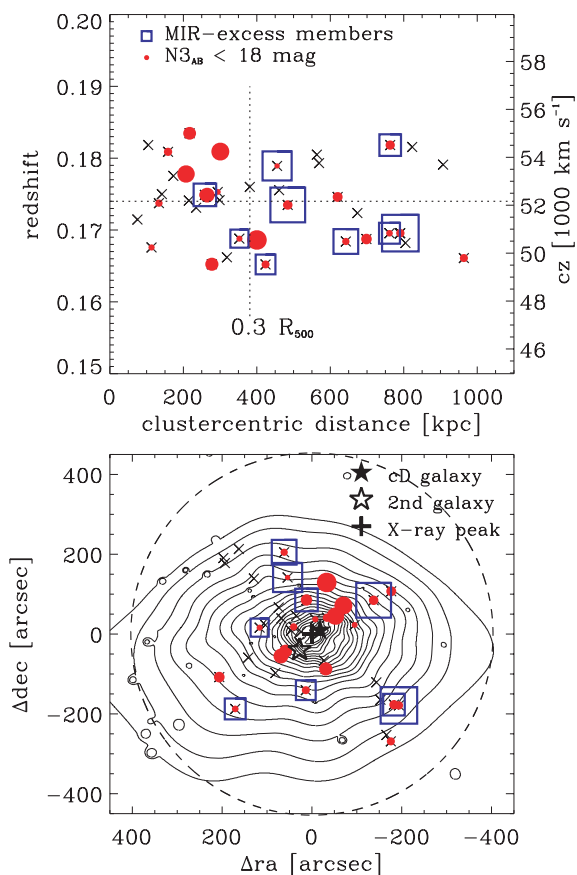 MIR-excess members
N3AB < 18 mag
0.20
0.19
0.18
0.17
0.16
0.15
redshift
58
56
54
52
50
48
46
cz [1000 km s⁻¹]
0.3 R500
0 200 400 600 800 1000
clustercentric distance [kpc]
cD galaxy
2nd galaxy
X-ray peak
400
200
0
-200
-400
Δdec [arcsec]
400 200 0 -200 -400
Δra [arcsec]